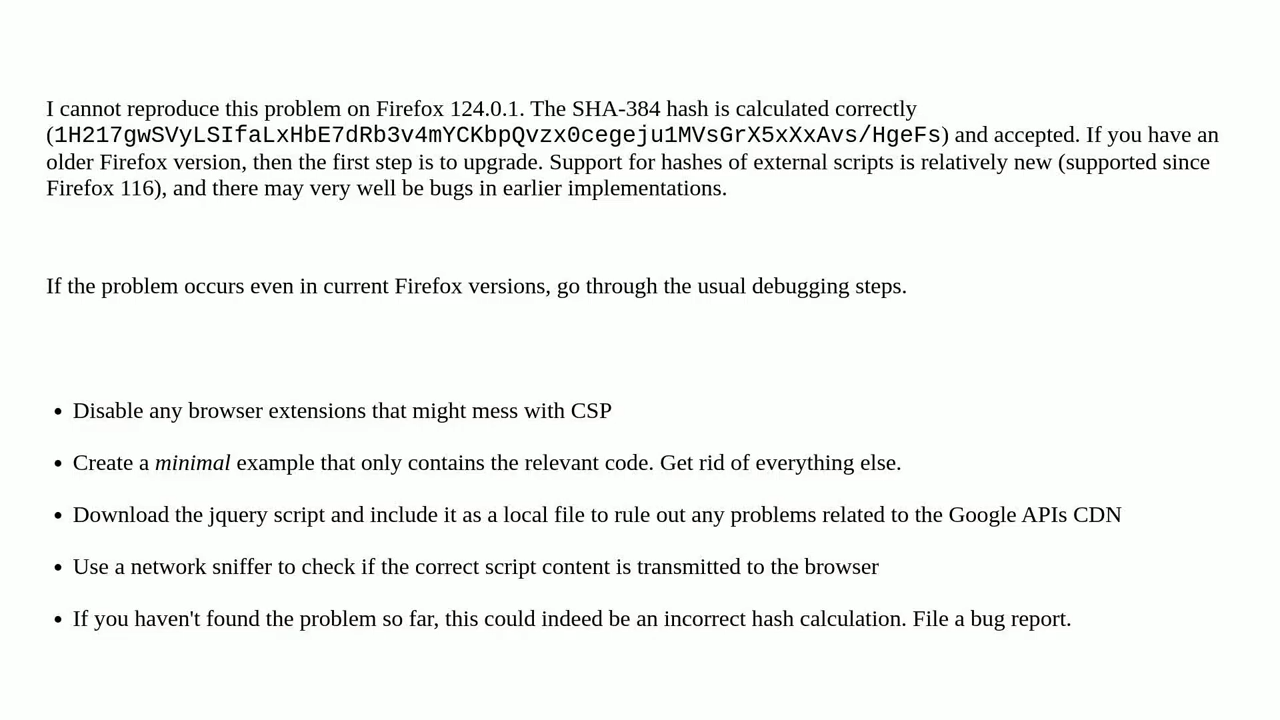 I cannot reproduce this problem on Firefox 124.0.1. The SHA-384 hash is calculated correctly
(1H217gwSVyLSIfaLxHbE7dRb3v4mYCKbpQvzx0cegeju1MVsGrX5xXxAvs/HgeFs) and accepted. If you have an
older Firefox version, then the first step is to upgrade. Support for hashes of external scripts is relatively new (supported since
Firefox 116), and there may very well be bugs in earlier implementations.
If the problem occurs even in current Firefox versions, go through the usual debugging steps.
• Disable any browser extensions that might mess with CSP
• Create a minimal example that only contains the relevant code. Get rid of everything else.
• Download the jquery script and include it as a local file to rule out any problems related to the Google APIs CDN
• Use a network sniffer to check if the correct script content is transmitted to the browser
• If you haven't found the problem so far, this could indeed be an incorrect hash calculation. File a bug report.